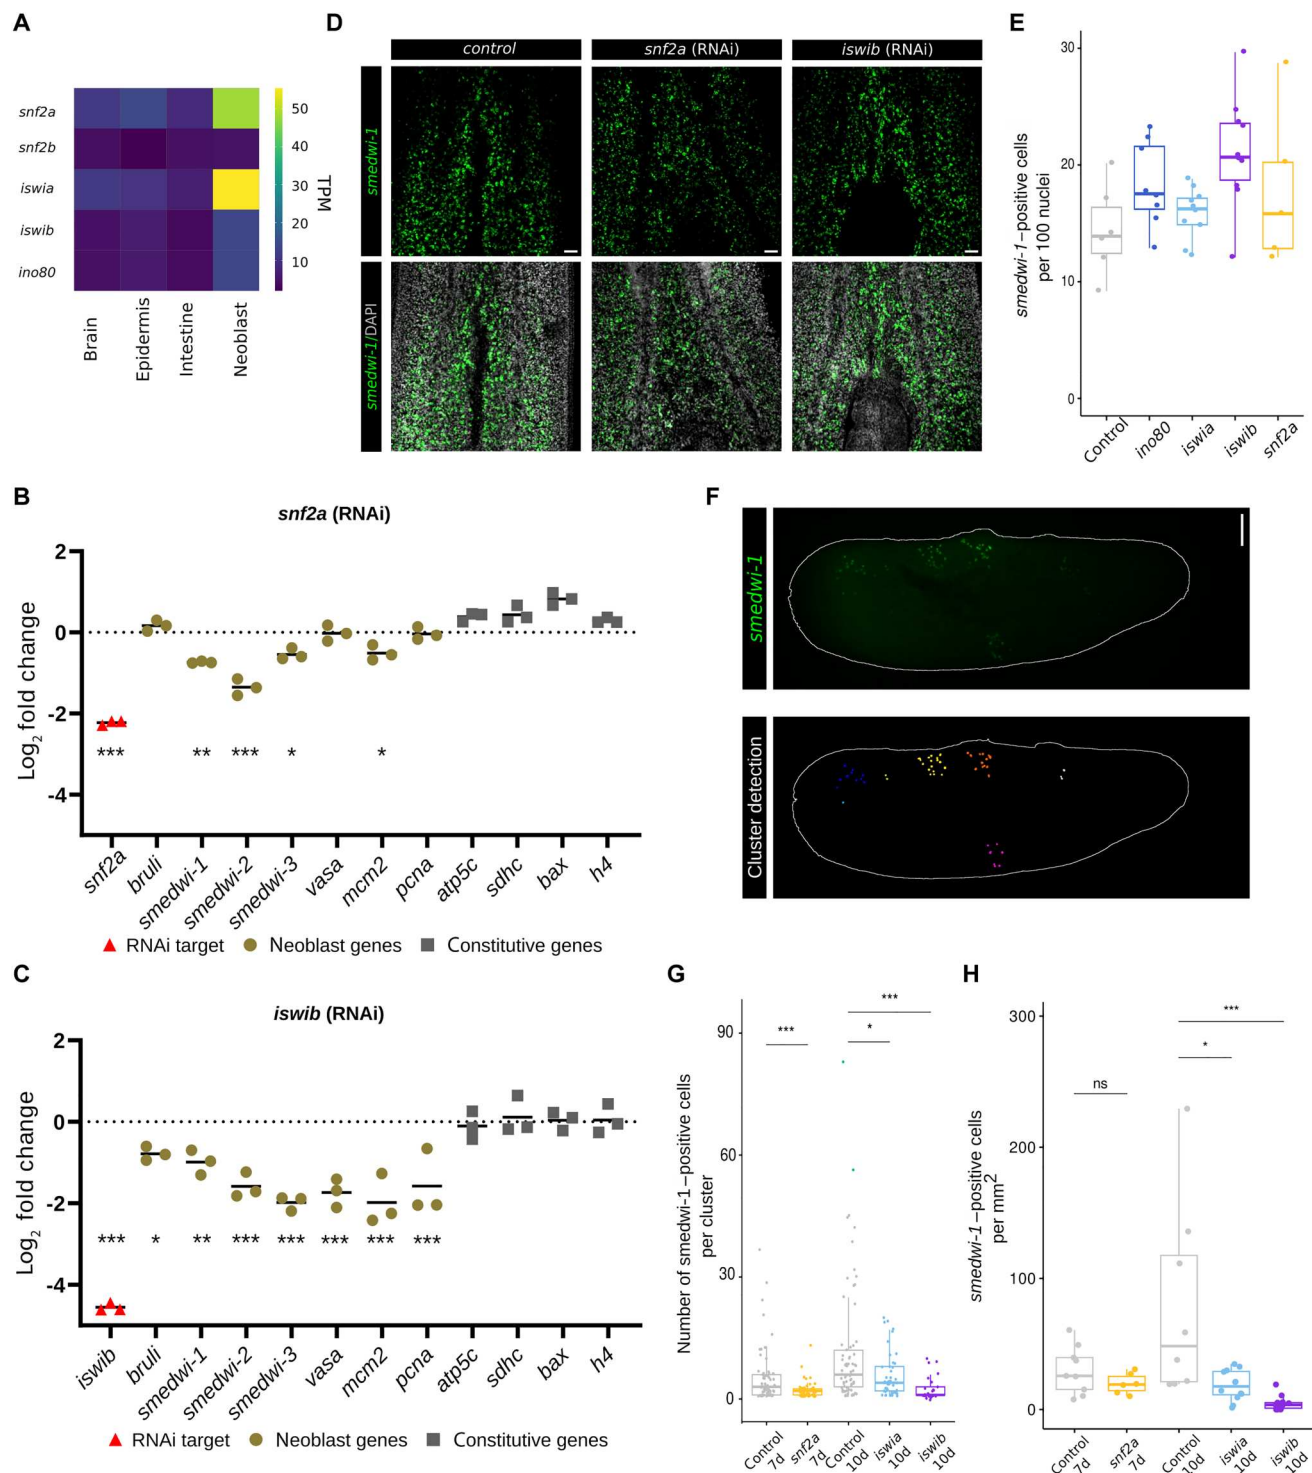 A
snf2a
snf2b
iswia
iswib
ino80
50
40
30
20
10
TPM
Brain
Epidermis
Intestine
Neoblast
D
control
snf2a (RNAi)
iswib (RNAi)
smedwi-1
smedwi-1/DAPI
E
smedwi-1–positive cells
per 100 nuclei
30
20
10
0
Control
ino80
iswia
iswib
snf2a
B
snf2a (RNAi)
Log2 fold change
2
0
-2
-4
***
**
***
*
*
snf2a
bruli
smedwi-1
smedwi-2
smedwi-3
vasa
mcm2
pcna
atp5c
sdhc
bax
h4
RNAi target
Neoblast genes
Constitutive genes
F
smedwi-1
Cluster detection
C
iswib (RNAi)
Log2 fold change
2
0
-2
-4
***
*
**
***
***
***
***
***
iswib
bruli
smedwi-1
smedwi-2
smedwi-3
vasa
mcm2
pcna
atp5c
sdhc
bax
h4
RNAi target
Neoblast genes
Constitutive genes
G
Number of smedwi-1–positive cells
per cluster
90
60
30
0
***
*
***
Control
7d
snf2a
7d
Control
10d
iswia
10d
iswib
10d
H
smedwi-1–positive cells
per mm2
300
200
100
0
ns
*
***
Control
7d
snf2a
7d
Control
10d
iswia
10d
iswib
10d